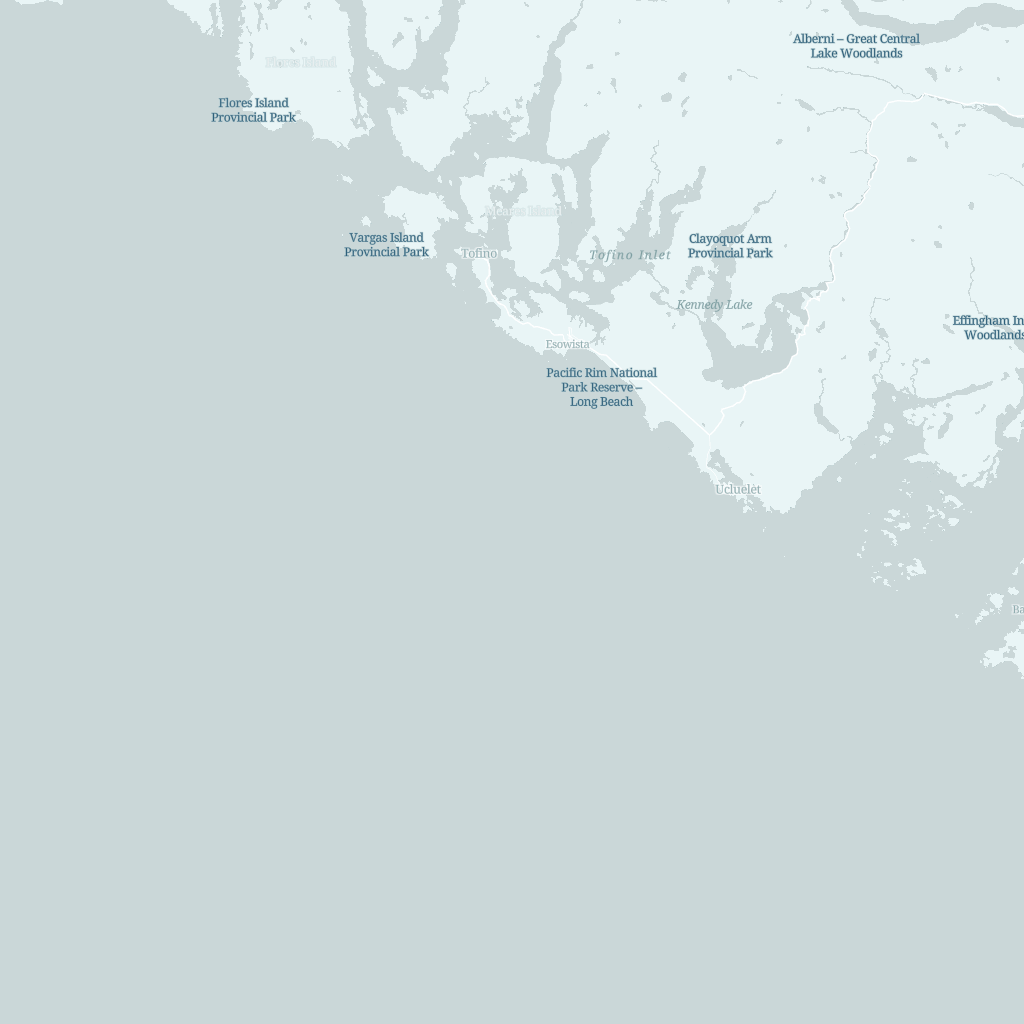 Alberni – Great Central
Lake Woodlands
Flores Island
Flores Island
Provincial Park
Meares Island
Vargas Island
Provincial Park
Tofino
Tofino Inlet
Clayoquot Arm
Provincial Park
Kennedy Lake
Effingham In
Woodlands
Esowista
Pacific Rim National
Park Reserve –
Long Beach
Ucluelet
Ba